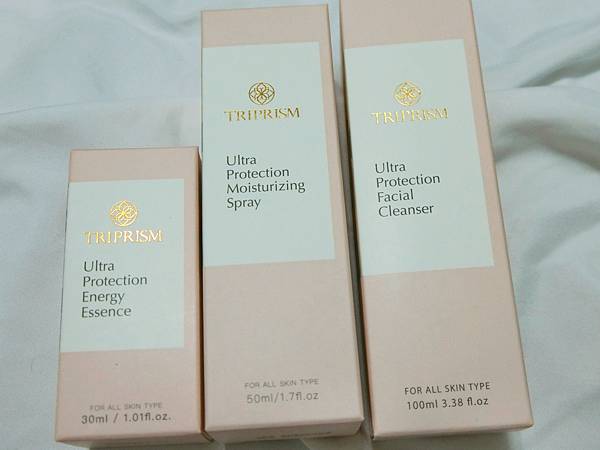 TRIPRISM
Ultra
Protection
Energy
Essence
FOR ALL SKIN TYPE
30ml / 1.01fl.oz.
TRIPRISM
Ultra
Protection
Moisturizing
Spray
FOR ALL SKIN TYPE
50ml/1.7fl.oz
TRIPRISM
Ultra
Protection
Facial
Cleanser
FOR ALL SKIN TYPE
100ml 3.38 fl.oz